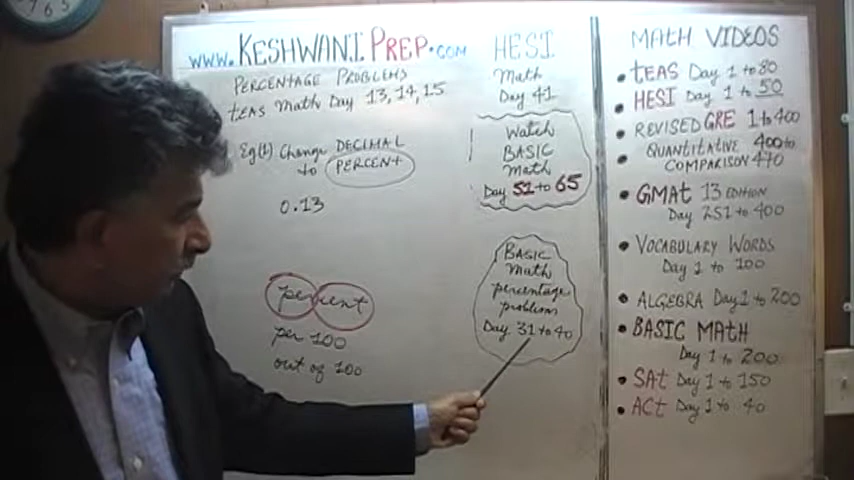 www.KESHWANIPREP.com
PERCENTAGE PROBLEMS
TEAS Math Day 13, 14, 15
Eg(1) Change DECIMAL
to PERCENT
0.13
percent
per 100
out of 100
HESI
Math
Day 41
Watch
BASIC
Math
Day 51 to 65
BASIC
Math
percentage
problems
Day 31 to 40
MATH VIDEOS
• TEAS Day 1 to 80
• HESI Day 1 to 50
• REVISED GRE 1 to 400
• QUANTITATIVE 400 to
COMPARISON 470
• GMAT 13 EDITION
Day 251 to 400
• VOCABULARY WORDS
Day 1 to 100
• ALGEBRA Day 1 to 200
• BASIC MATH
Day 1 to 200
• SAT Day 1 to 150
• ACT Day 1 to 40